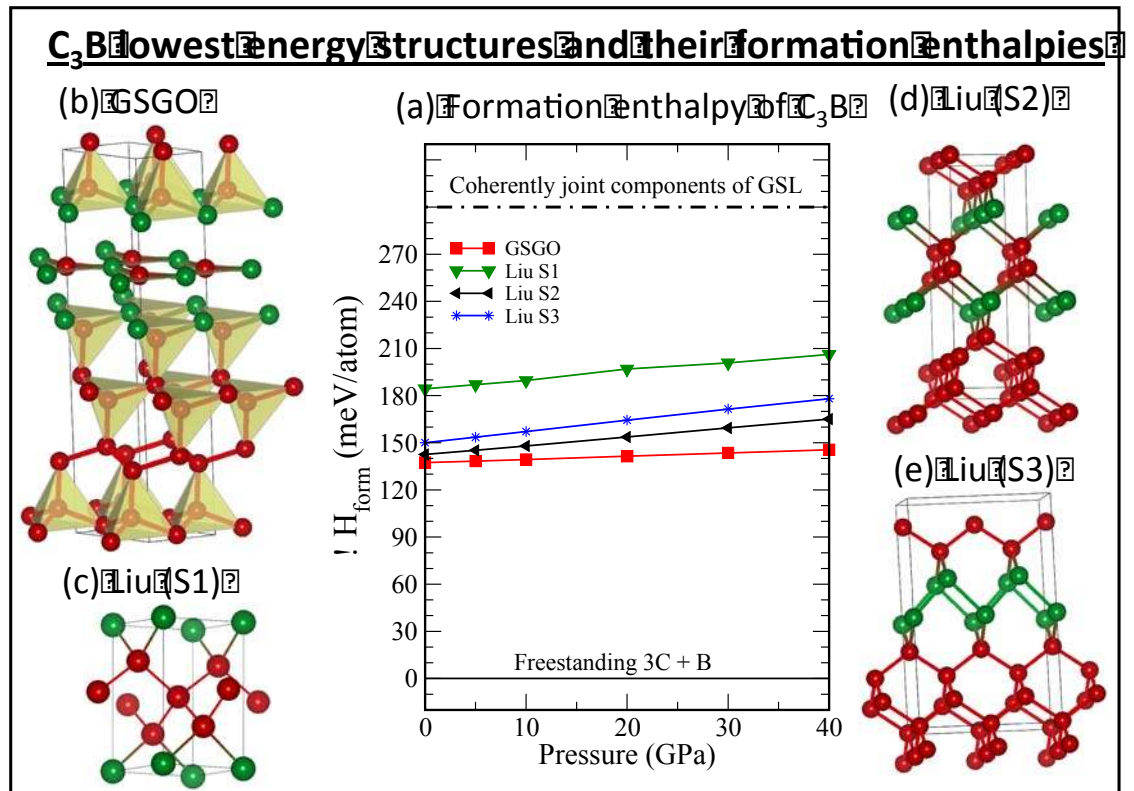 C₃B lowest energy structures and their formation enthalpies
(b) GSGO
(a) Formation enthalpy of C₃B
(d) Liu (S2)
Coherently joint components of GSL
GSGO
Liu S1
Liu S2
Liu S3
270
240
210
180
150
120
90
60
30
0
! H_form (meV/atom)
Freestanding 3C + B
0
10
20
30
40
Pressure (GPa)
(c) Liu (S1)
(e) Liu (S3)